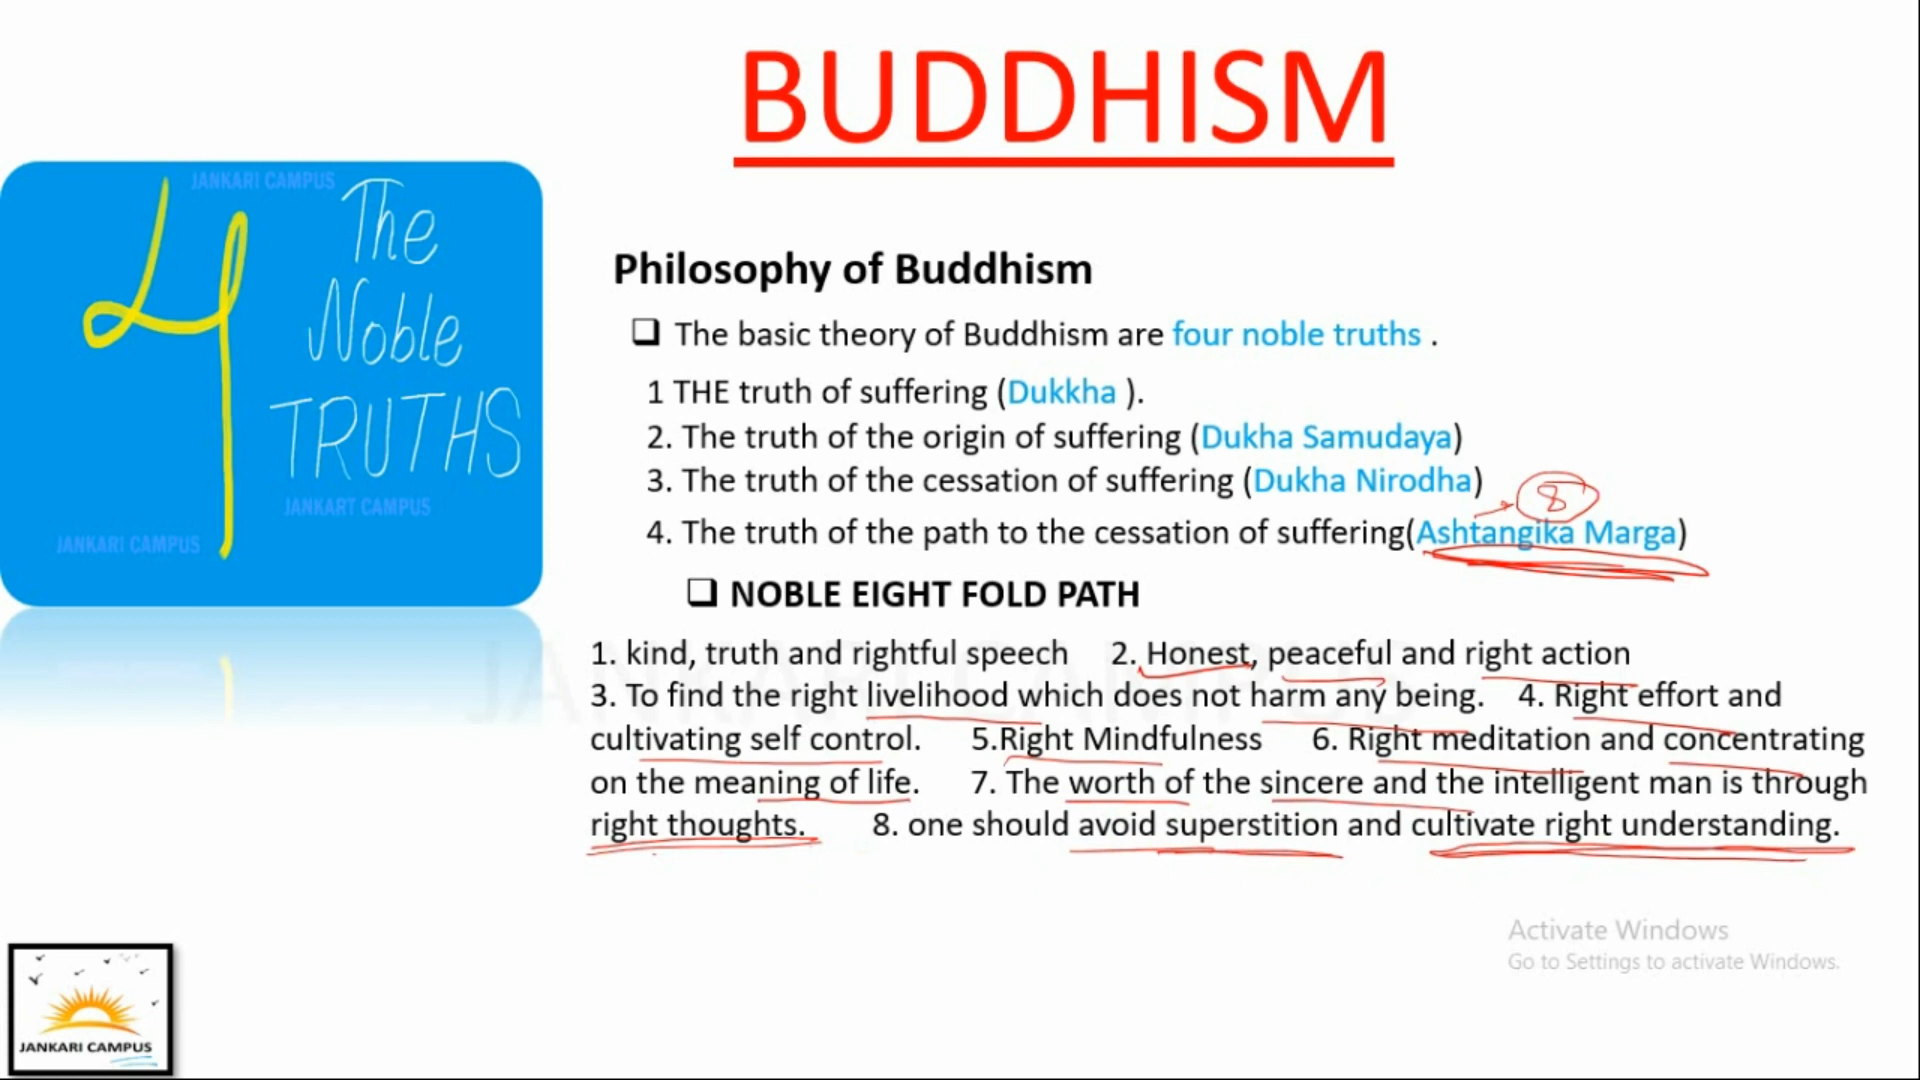 BUDDHISM
JANKARI CAMPUS
4 The
Noble
TRUTHS
JANKART CAMPUS
JANKARI CAMPUS
Philosophy of Buddhism
❑ The basic theory of Buddhism are four noble truths .
1 THE truth of suffering (Dukkha ).
2. The truth of the origin of suffering (Dukha Samudaya)
3. The truth of the cessation of suffering (Dukha Nirodha)
8
4. The truth of the path to the cessation of suffering(Ashtangika Marga)
❑ NOBLE EIGHT FOLD PATH
1. kind, truth and rightful speech 2. Honest, peaceful and right action
3. To find the right livelihood which does not harm any being. 4. Right effort and
cultivating self control. 5.Right Mindfulness 6. Right meditation and concentrating
on the meaning of life. 7. The worth of the sincere and the intelligent man is through
right thoughts. 8. one should avoid superstition and cultivate right understanding.
JANKARI CAMPUS
Activate Windows
Go to Settings to activate Windows.
JANKARI CAMPUS